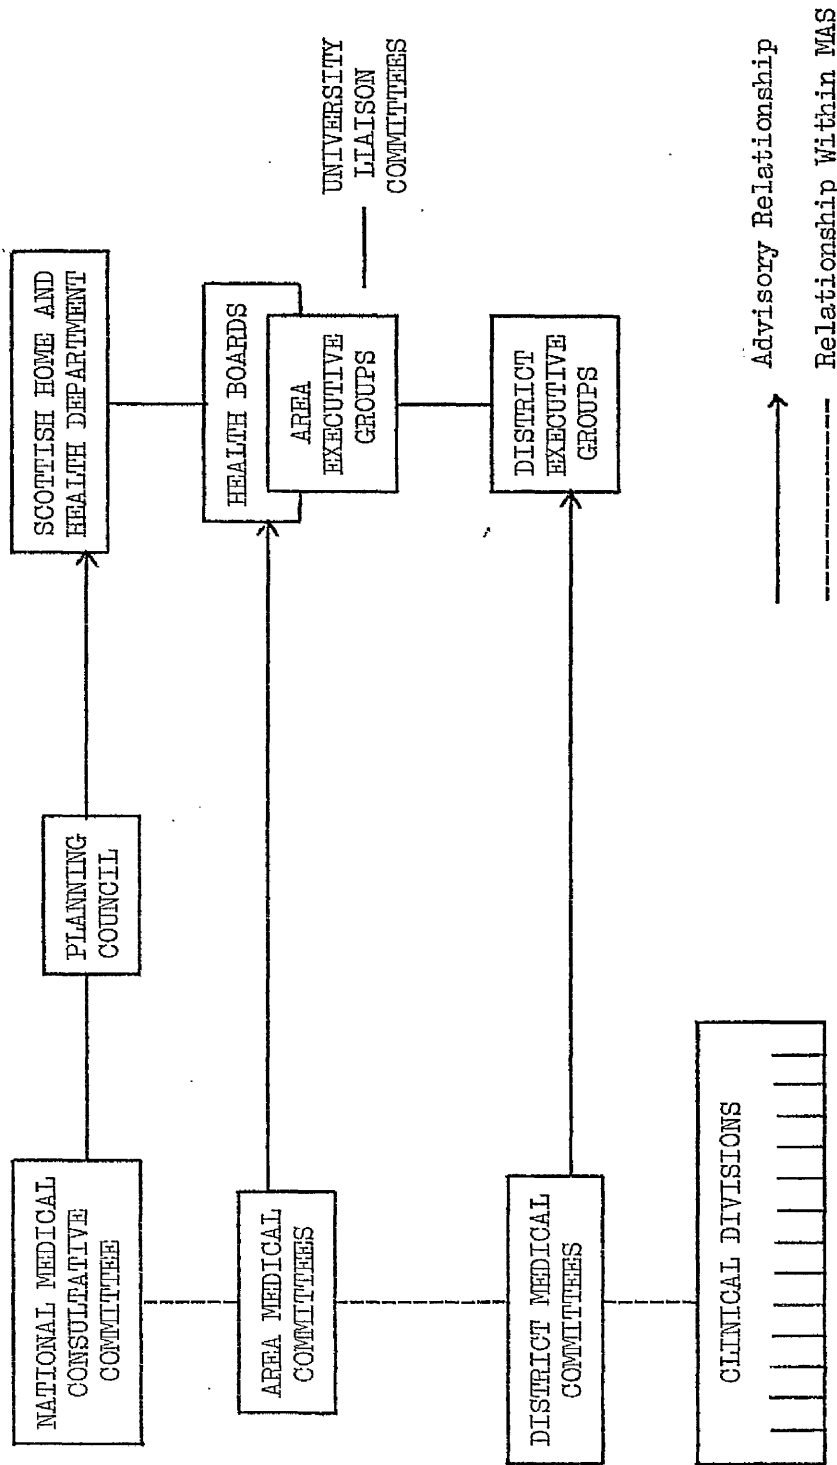 NATIONAL MEDICAL
CONSULTATIVE
COMMITTEE
PLANNING
COUNCIL
SCOTTISH HOME AND
HEALTH DEPARTMENT
AREA MEDICAL
COMMITTEES
HEALTH BOARDS
AREA
EXECUTIVE
GROUPS
UNIVERSITY
LIAISON
COMMITTEES
DISTRICT MEDICAL
COMMITTEES
DISTRICT
EXECUTIVE
GROUPS
CLINICAL DIVISIONS
Advisory Relationship
Relationship Within MAS